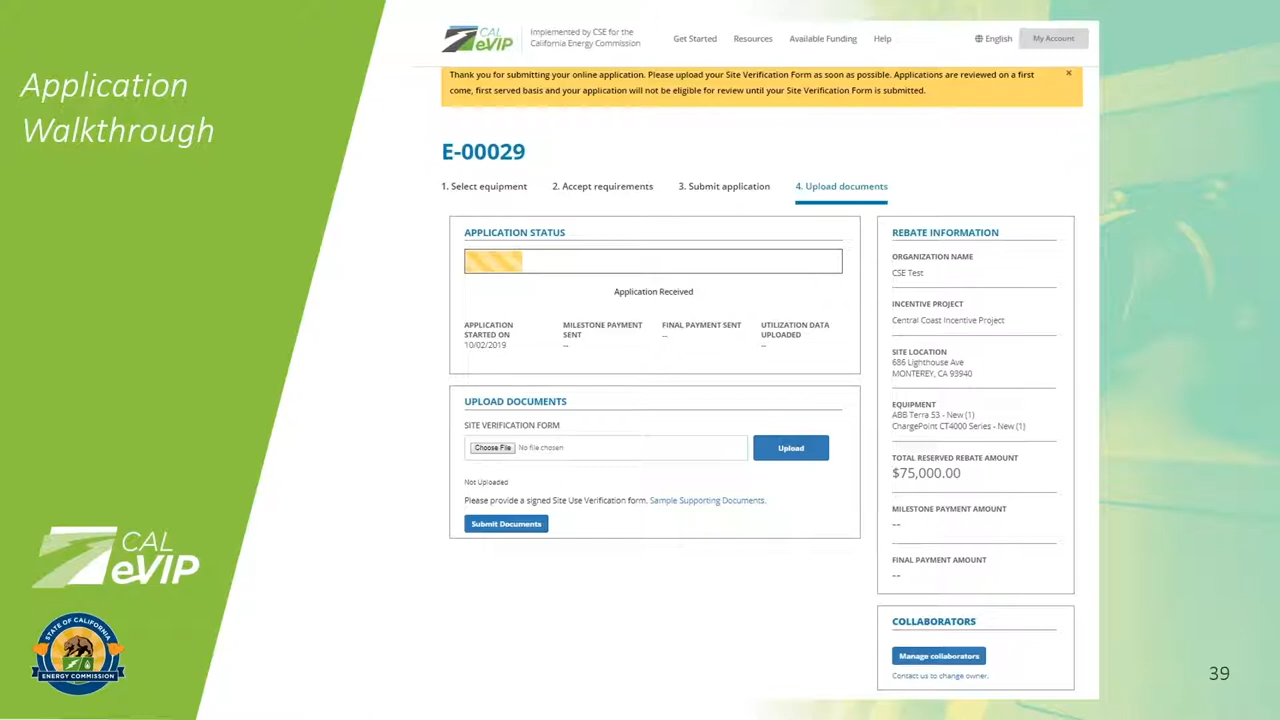 Application
Walkthrough
CAL
eVIP
Implemented by CSE for the
California Energy Commission
Get Started
Resources
Available Funding
Help
English
My Account
Thank you for submitting your online application. Please upload your Site Verification Form as soon as possible. Applications are reviewed on a first
come, first served basis and your application will not be eligible for review until your Site Verification Form is submitted.
×
E-00029
1. Select equipment
2. Accept requirements
3. Submit application
4. Upload documents
APPLICATION STATUS
Application Received
APPLICATION
STARTED ON
10/02/2019
MILESTONE PAYMENT
SENT
--
FINAL PAYMENT SENT
--
UTILIZATION DATA
UPLOADED
--
UPLOAD DOCUMENTS
SITE VERIFICATION FORM
Choose File No file chosen
Upload
Not Uploaded
Please provide a signed Site Use Verification form. Sample Supporting Documents.
Submit Documents
REBATE INFORMATION
ORGANIZATION NAME
CSE Test
INCENTIVE PROJECT
Central Coast Incentive Project
SITE LOCATION
686 Lighthouse Ave
MONTEREY, CA 93940
EQUIPMENT
ABB Terra 53 - New (1)
ChargePoint CT4000 Series - New (1)
TOTAL RESERVED REBATE AMOUNT
$75,000.00
MILESTONE PAYMENT AMOUNT
--
FINAL PAYMENT AMOUNT
--
COLLABORATORS
Manage collaborators
Contact us to change owner.
CAL
eVIP
STATE OF CALIFORNIA
ENERGY COMMISSION
39